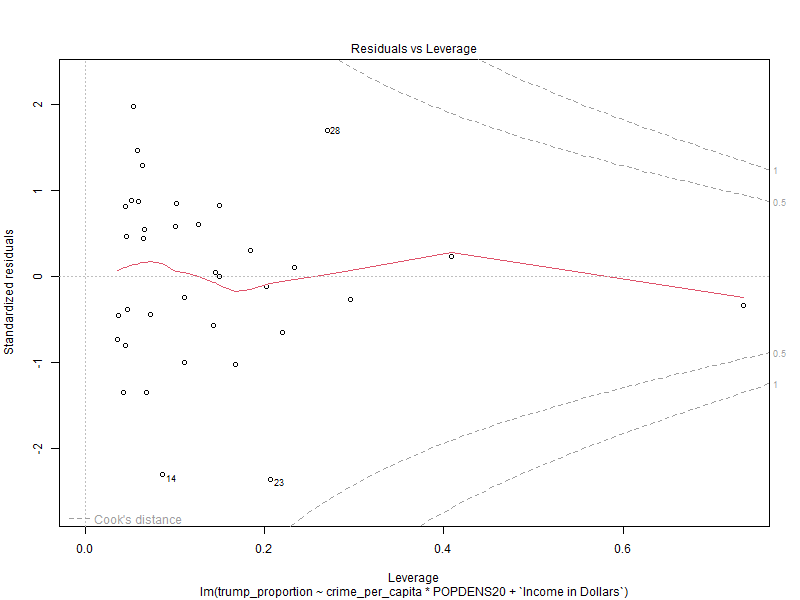 Residuals vs Leverage
Standardized residuals
2
1
0
-1
-2
28
14
23
1
0.5
0.5
1
Cook's distance
0.0 0.2 0.4 0.6
Leverage
lm(trump_proportion ~ crime_per_capita * POPDENS20 + `Income in Dollars`)